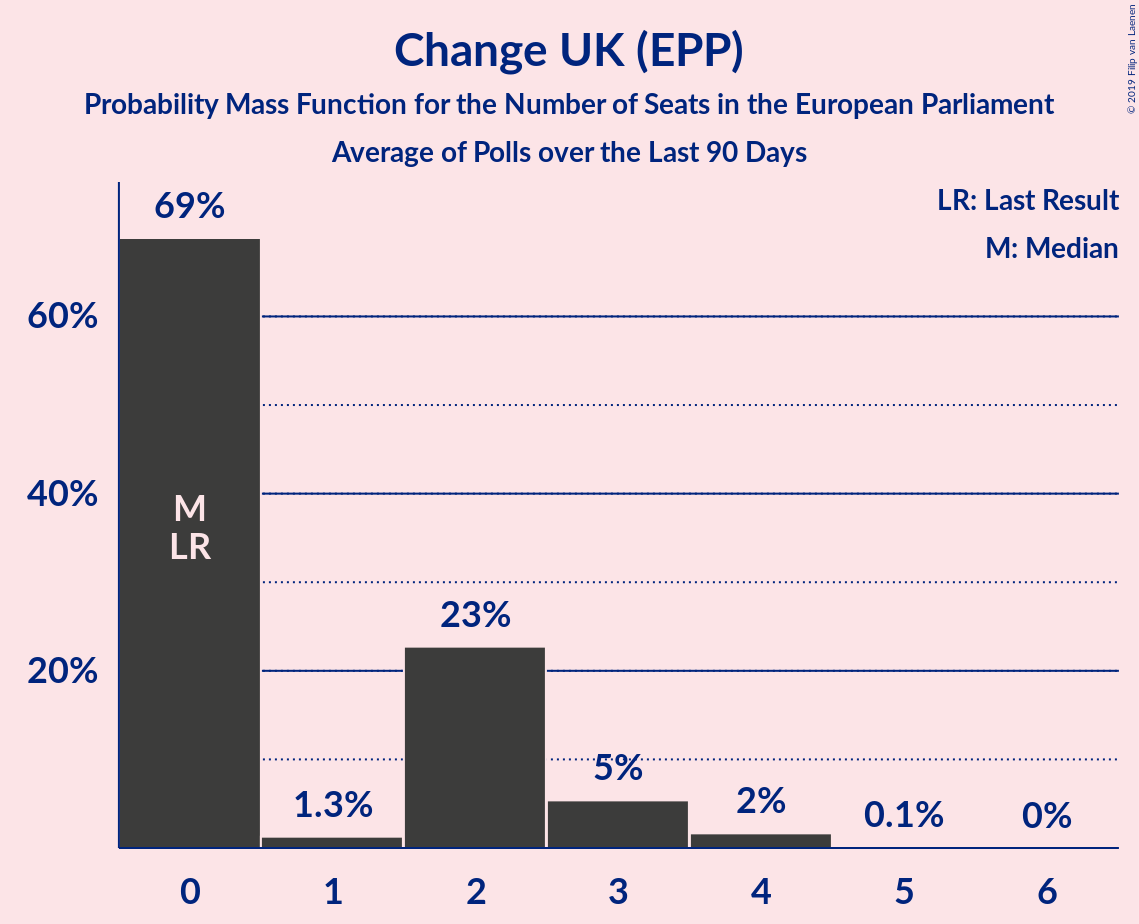 Change UK (EPP)
Probability Mass Function for the Number of Seats in the European Parliament
Average of Polls over the Last 90 Days
© 2019 Filip van Laenen
LR: Last Result
M: Median
69%
60%
40%
20%
M
LR
1.3%
23%
5%
2%
0.1%
0%
0 1 2 3 4 5 6